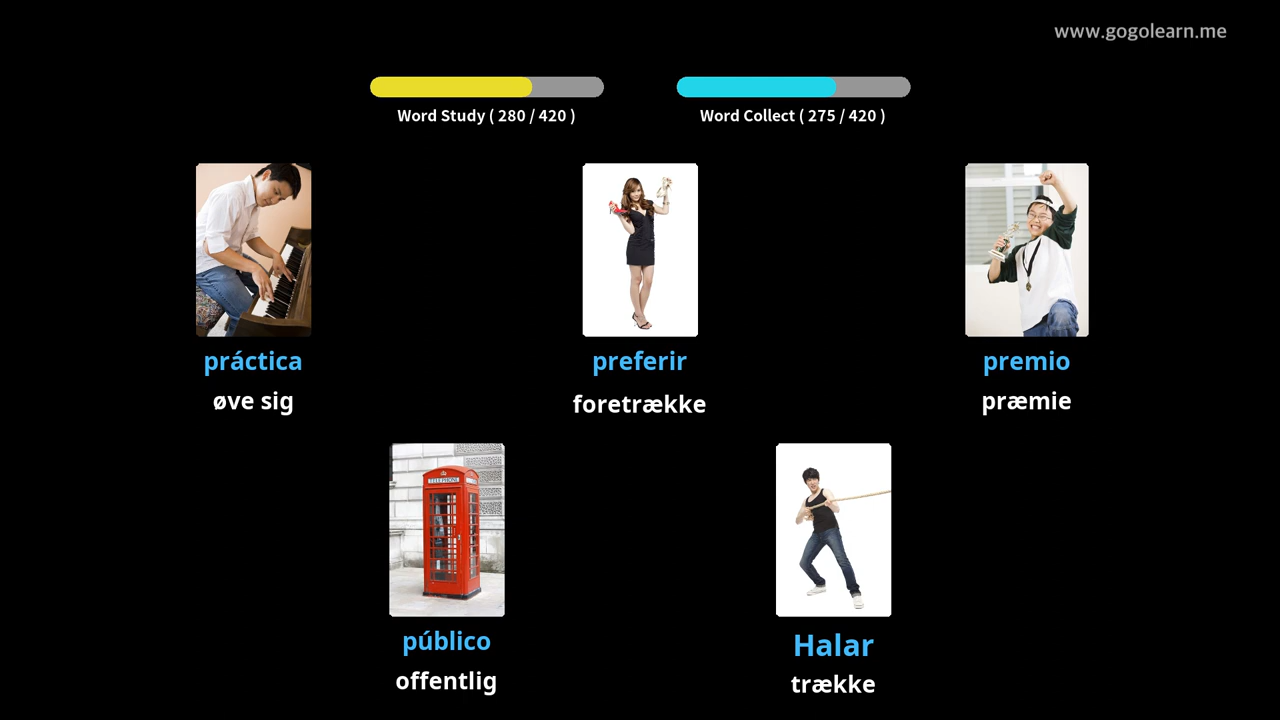 www.gogolearn.me
Word Study ( 280 / 420 )
Word Collect ( 275 / 420 )
práctica
øve sig
preferir
foretrække
premio
præmie
TELEPHONE
público
offentlig
Halar
trække